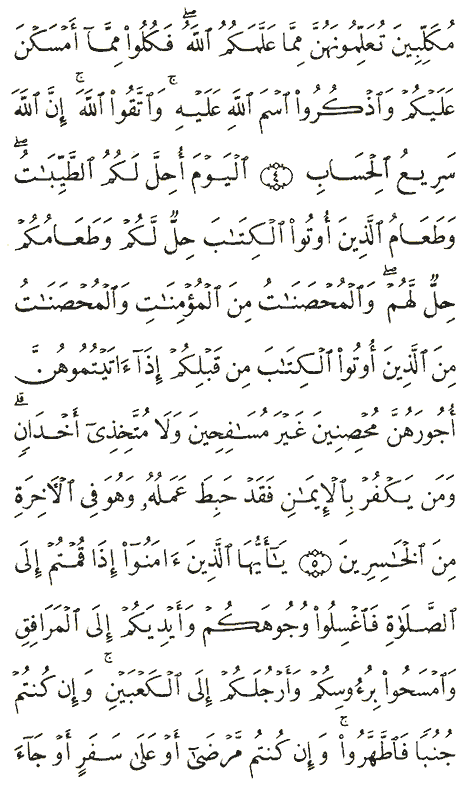 مُكَلِّبِينَ تُعَلِّمُونَهُنَّ مِمَّا عَلَّمَكُمُ ٱللَّهُۖ فَكُلُوا۟ مِمَّآ أَمۡسَكۡنَ
عَلَيۡكُمۡ وَٱذۡكُرُوا۟ ٱسۡمَ ٱللَّهِ عَلَيۡهِۚ وَٱتَّقُوا۟ ٱللَّهَۚ إِنَّ ٱللَّهَ
سَرِيعُ ٱلۡحِسَابِ ﴿٤﴾ ٱلۡيَوۡمَ أُحِلَّ لَكُمُ ٱلطَّيِّبَٰتُۖ
وَطَعَامُ ٱلَّذِينَ أُوتُوا۟ ٱلۡكِتَٰبَ حِلٌّ لَّكُمۡ وَطَعَامُكُمۡ
حِلٌّ لَّهُمۡۖ وَٱلۡمُحۡصَنَٰتُ مِنَ ٱلۡمُؤۡمِنَٰتِ وَٱلۡمُحۡصَنَٰتُ
مِنَ ٱلَّذِينَ أُوتُوا۟ ٱلۡكِتَٰبَ مِن قَبۡلِكُمۡ إِذَآ ءَاتَيۡتُمُوهُنَّ
أُجُورَهُنَّ مُحۡصِنِينَ غَيۡرَ مُسَٰفِحِينَ وَلَا مُتَّخِذِىٓ أَخۡدَانٍۗ
وَمَن يَكۡفُرۡ بِٱلۡإِيمَٰنِ فَقَدۡ حَبِطَ عَمَلُهُۥ وَهُوَ فِى ٱلۡءَاخِرَةِ
مِنَ ٱلۡخَٰسِرِينَ ﴿٥﴾ يَٰٓأَيُّهَا ٱلَّذِينَ ءَامَنُوٓا۟ إِذَا قُمۡتُمۡ إِلَى
ٱلصَّلَوٰةِ فَٱغۡسِلُوا۟ وُجُوهَكُمۡ وَأَيۡدِيَكُمۡ إِلَى ٱلۡمَرَافِقِ
وَٱمۡسَحُوا۟ بِرُءُوسِكُمۡ وَأَرۡجُلَكُمۡ إِلَى ٱلۡكَعۡبَيۡنِۚ وَإِن كُنتُمۡ
جُنُبًا فَٱطَّهَّرُوا۟ۚ وَإِن كُنتُم مَّرۡضَىٰٓ أَوۡ عَلَىٰ سَفَرٍ أَوۡ جَآءَ